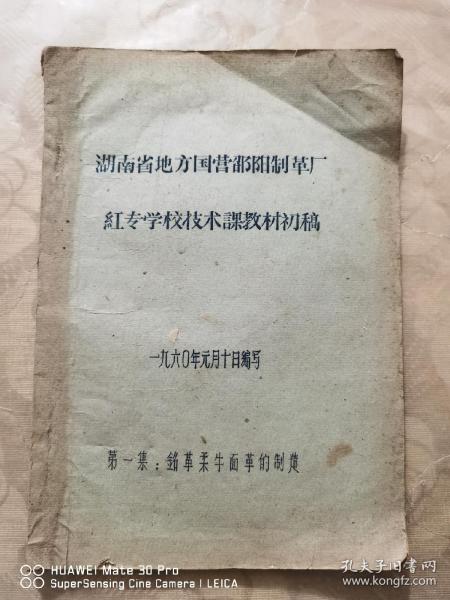 湖南省地方国营邵阳制革厂
紅专学校技术課教材初稿
一九六〇年元月十日編写
第一集：鉻革柔牛面革的制造
HUAWEI Mate 30 Pro
SuperSensing Cine Camera | LEICA
孔夫子旧书网
www.kongfz.com